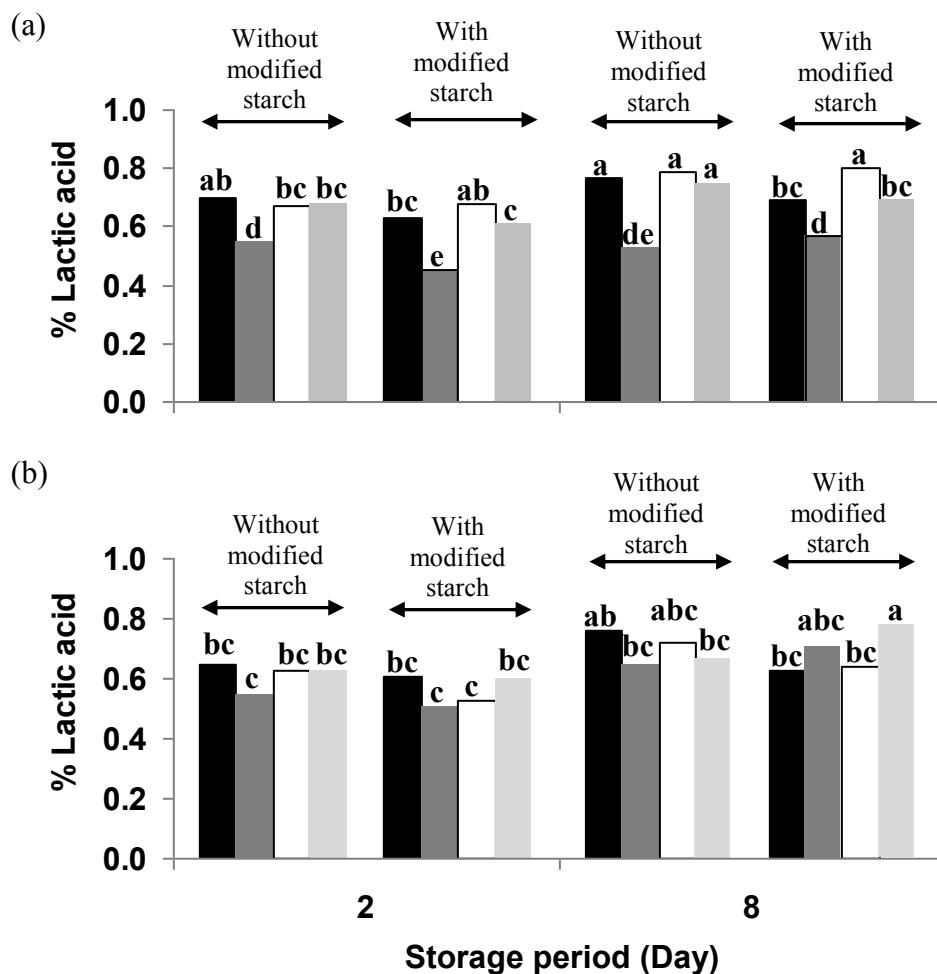 (a)
Without
modified
starch
With
modified
starch
Without
modified
starch
With
modified
starch
% Lactic acid
1.0
0.8
0.6
0.4
0.2
0.0
ab d bc bc
bc e ab c
a de a a
bc d a bc
(b)
Without
modified
starch
With
modified
starch
Without
modified
starch
With
modified
starch
% Lactic acid
1.0
0.8
0.6
0.4
0.2
0.0
bc c bc bc
bc c c bc
ab bc abc bc
bc abc bc a
2 8
Storage period (Day)